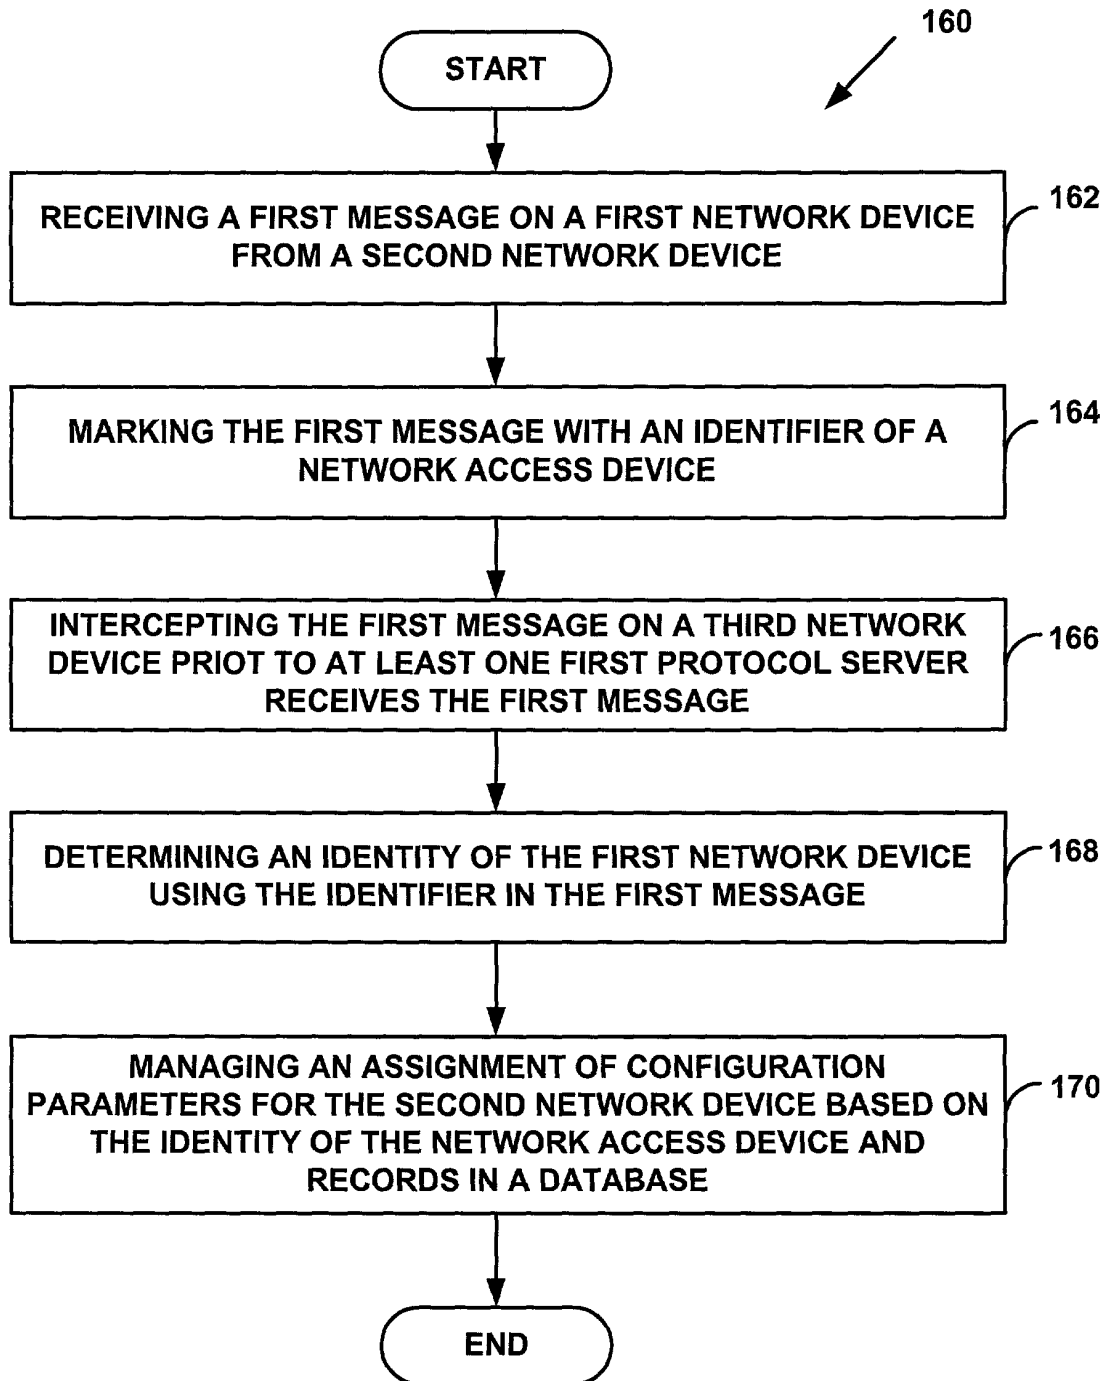 160
START
162
RECEIVING A FIRST MESSAGE ON A FIRST NETWORK DEVICE
FROM A SECOND NETWORK DEVICE
164
MARKING THE FIRST MESSAGE WITH AN IDENTIFIER OF A
NETWORK ACCESS DEVICE
166
INTERCEPTING THE FIRST MESSAGE ON A THIRD NETWORK
DEVICE PRIOT TO AT LEAST ONE FIRST PROTOCOL SERVER
RECEIVES THE FIRST MESSAGE
168
DETERMINING AN IDENTITY OF THE FIRST NETWORK DEVICE
USING THE IDENTIFIER IN THE FIRST MESSAGE
170
MANAGING AN ASSIGNMENT OF CONFIGURATION
PARAMETERS FOR THE SECOND NETWORK DEVICE BASED ON
THE IDENTITY OF THE NETWORK ACCESS DEVICE AND
RECORDS IN A DATABASE
END